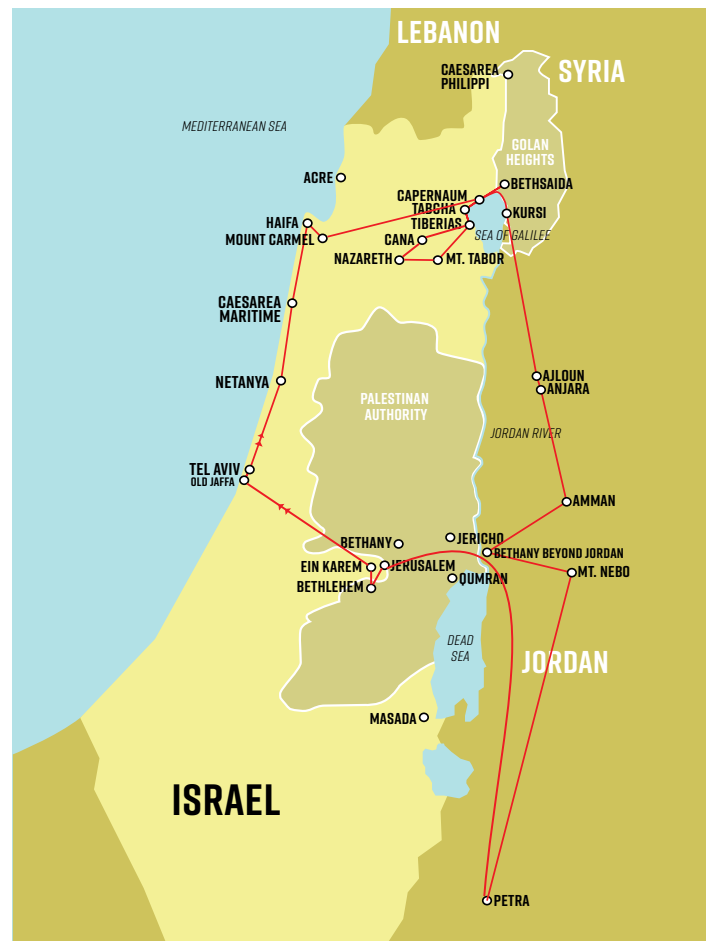 LEBANON
CAESAREA
PHILIPPI
SYRIA
MEDITERRANEAN SEA
GOLAN
HEIGHTS
ACRE
BETHSAIDA
CAPERNAUM
TABGHA
KURSI
HAIFA
TIBERIAS
MOUNT CARMEL
CANA
SEA OF GALILEE
NAZARETH
MT. TABOR
CAESAREA
MARITIME
AJLOUN
NETANYA
ANJARA
PALESTINAN
AUTHORITY
JORDAN RIVER
TEL AVIV
OLD JAFFA
AMMAN
JERICHO
BETHANY
BETHANY BEYOND JORDAN
EIN KAREM
JERUSALEM
MT. NEBO
QUMRAN
BETHLEHEM
DEAD
SEA
JORDAN
MASADA
ISRAEL
PETRA